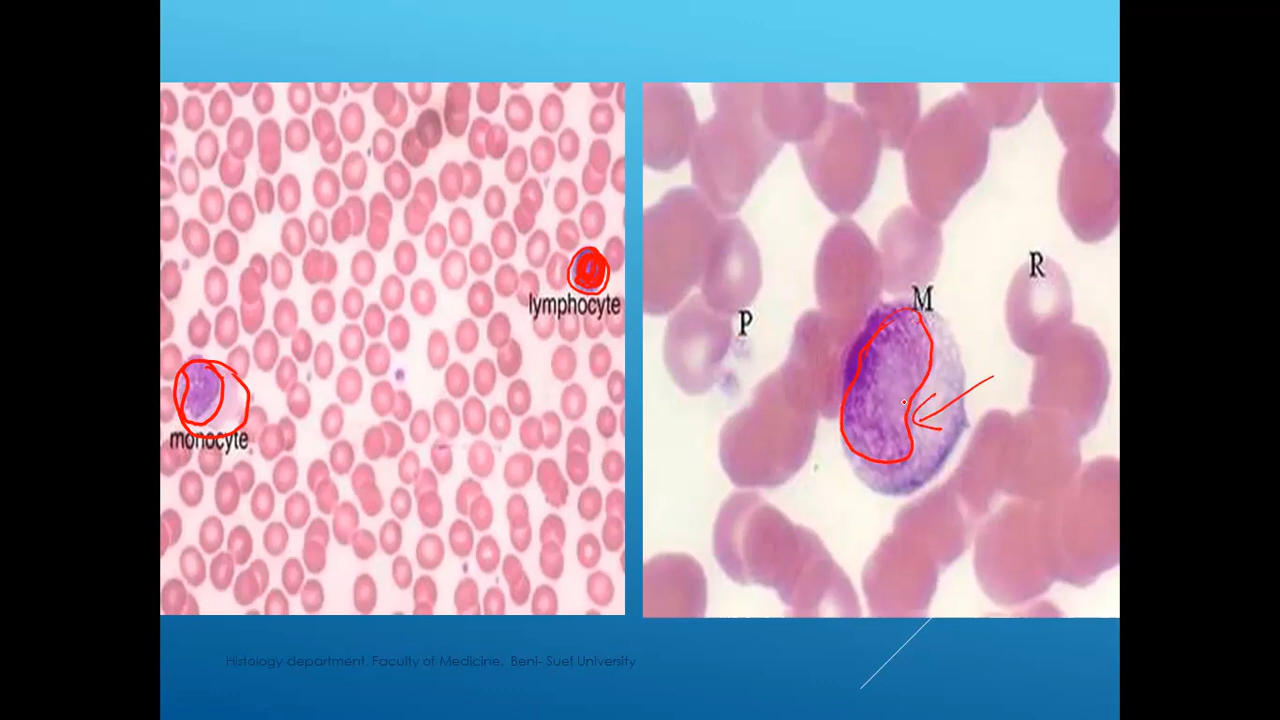 lymphocyte
monocyte
M
R
P
Histology department, Faculty of Medicine, Beni- Suef University